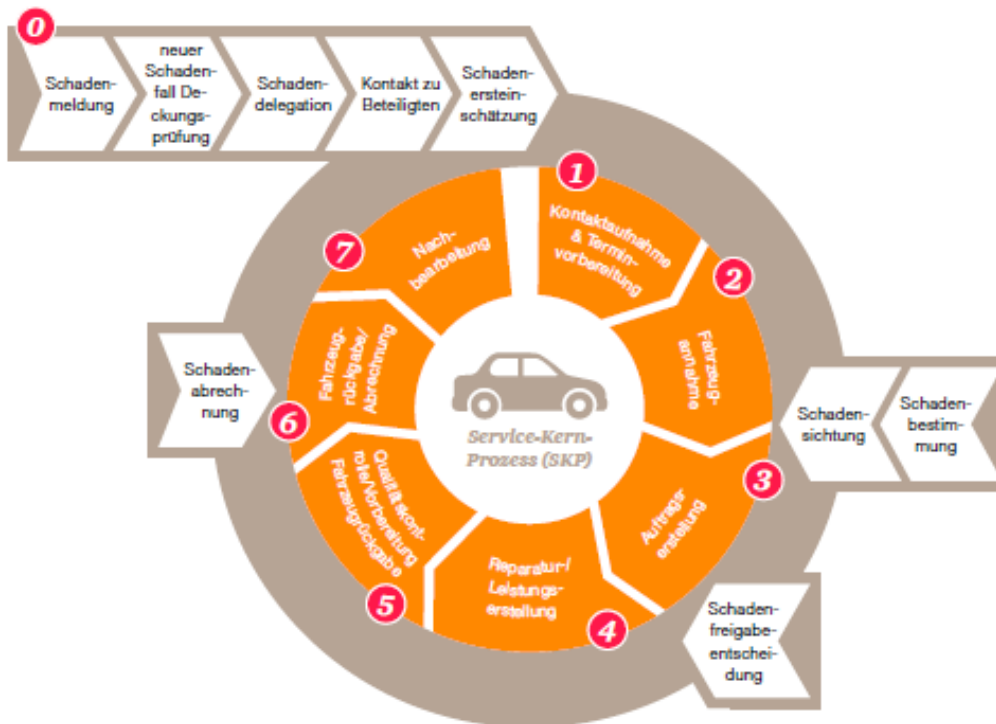 0
Schaden-
meldung
neuer
Schaden-
fall De-
ckungs-
prüfung
Schaden-
delegation
Kontakt zu
Beteiligten
Schaden-
ersteln-
schätzung
1
Kontaktaufnahme
& Termin-
vorbereitung
2
Fahrzeug-
annahme
Schaden-
sichtung
Schaden-
bestim-
mung
3
Auftrags-
erstellung
Schaden-
freigabe-
entschei-
dung
4
Reparatur-/
Leistungs-
erstellung
5
Qualitätskont-
rolle/Vorbereitung
Fahrzeugrückgabe
6
Fahrzeug-
rückgabe/
Abrechnung
Schaden-
abrech-
nung
7
Nach-
bearbeitung
Service-Kern-
Prozess (SKP)